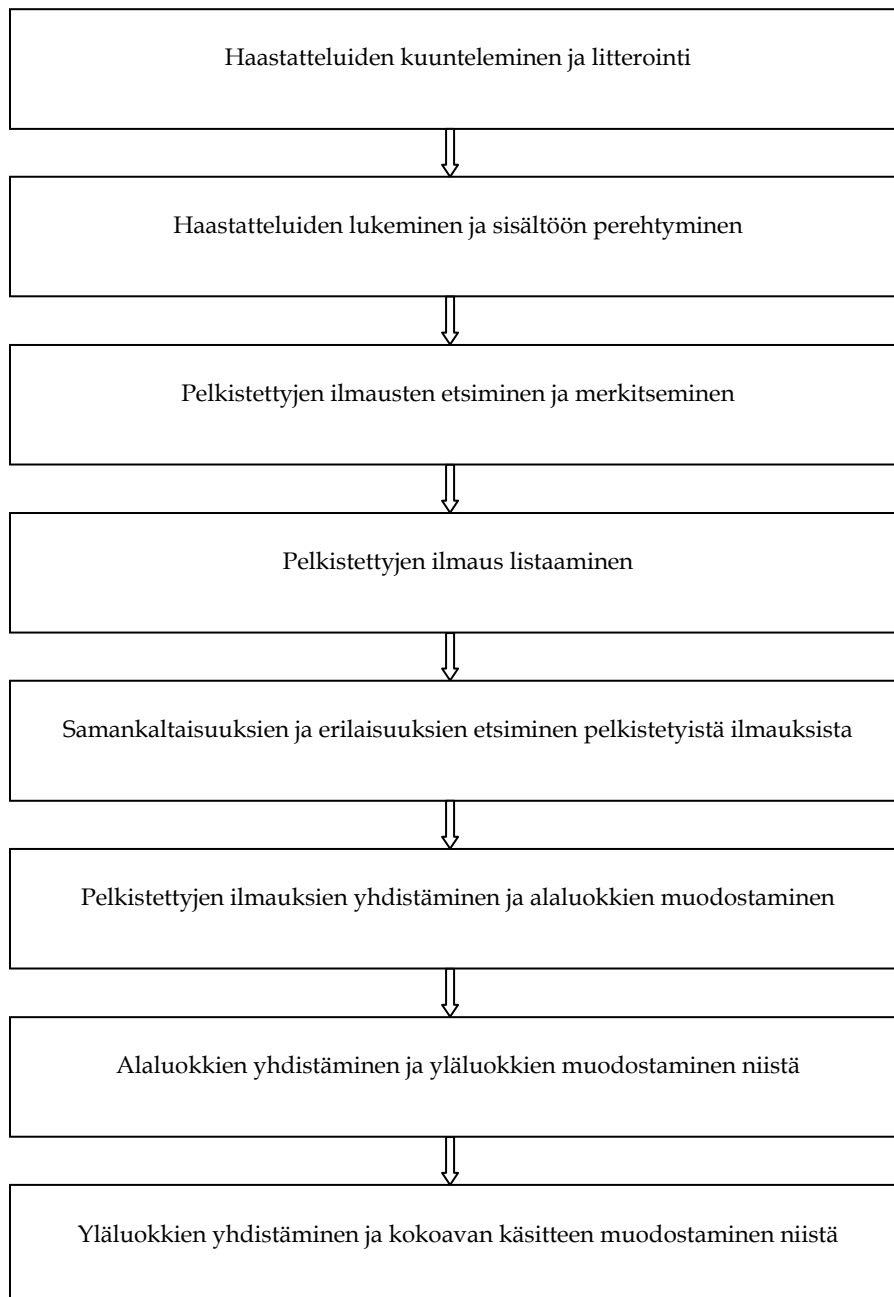 Haastatteluiden kuunteleminen ja litterointi
Haastatteluiden lukeminen ja sisältöön perehtyminen
Pelkistettyjen ilmausten etsiminen ja merkitseminen
Pelkistettyjen ilmaus listaaminen
Samankaltaisuuksien ja erilaisuuksien etsiminen pelkistetyistä ilmauksista
Pelkistettyjen ilmauksien yhdistäminen ja alaluokkien muodostaminen
Alaluokkien yhdistäminen ja yläluokkien muodostaminen niistä
Yläluokkien yhdistäminen ja kokoavan käsitteen muodostaminen niistä